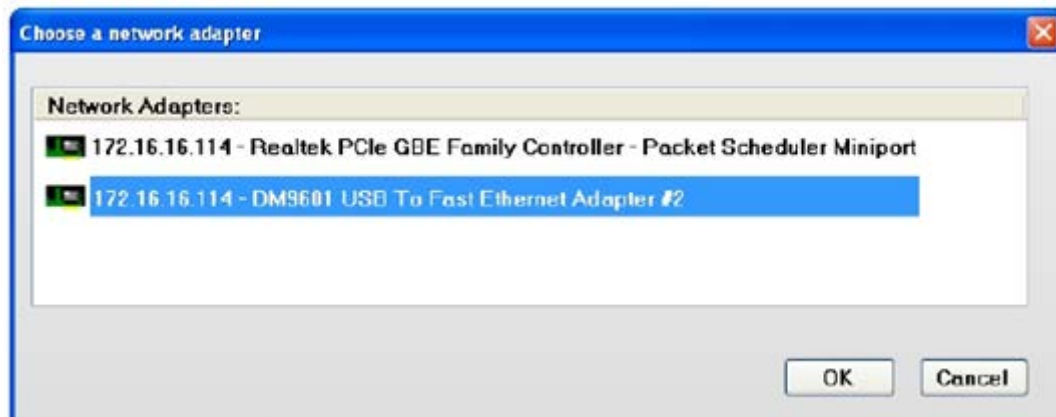 Choose a network adapter
Network Adapters:
172.16.16.114 - Realtek PCIe GBE Family Controller - Packet Scheduler Miniport
172.16.16.114 - DM9601 USB To Fast Ethernet Adapter #2
OK
Cancel